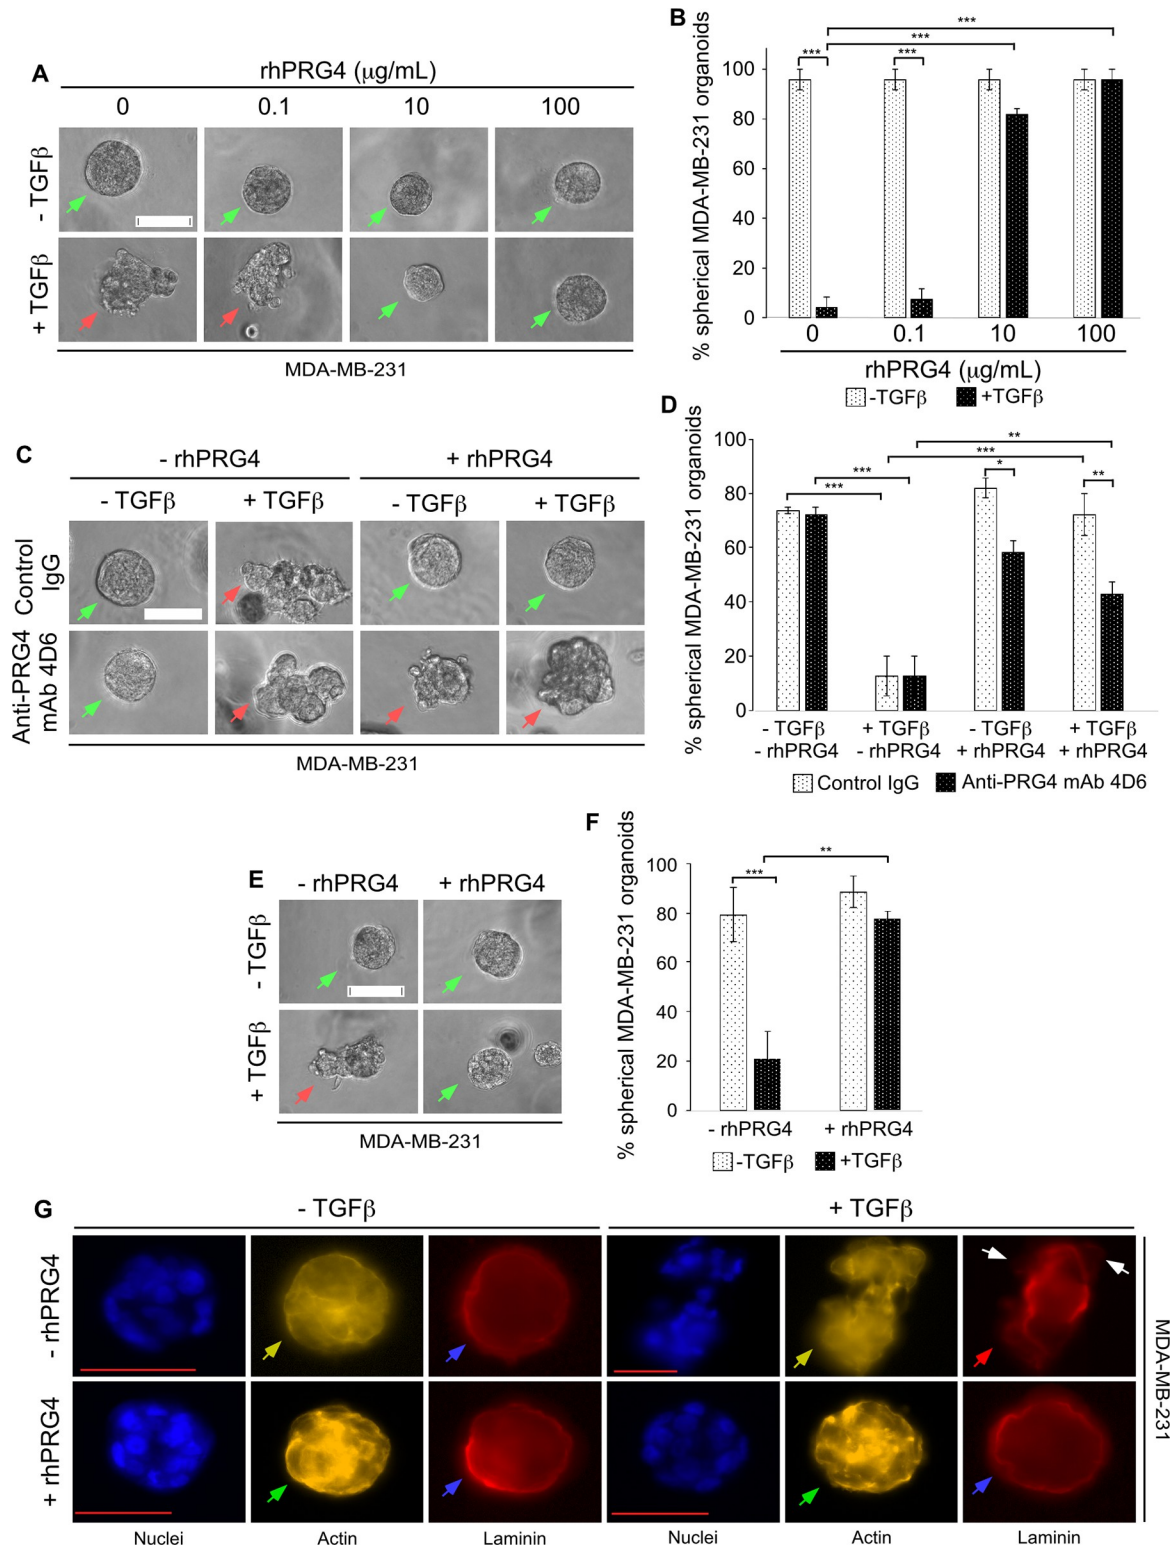 A
rhPRG4 (μg/mL)
0 0.1 10 100
- TGFβ
+ TGFβ
MDA-MB-231
B
% spherical MDA-MB-231 organoids
100
80
60
40
20
0
***
***
*** ***
0 0.1 10 100
rhPRG4 (μg/mL)
-TGFβ +TGFβ
C
- rhPRG4 + rhPRG4
- TGFβ + TGFβ - TGFβ + TGFβ
Control
IgG
Anti-PRG4
mAb 4D6
MDA-MB-231
D
% spherical MDA-MB-231 organoids
100
80
60
40
20
0
**
***
* **
***
***
- TGFβ + TGFβ - TGFβ + TGFβ
- rhPRG4 - rhPRG4 + rhPRG4 + rhPRG4
Control IgG Anti-PRG4 mAb 4D6
E
- rhPRG4 + rhPRG4
- TGFβ
+ TGFβ
MDA-MB-231
F
% spherical MDA-MB-231 organoids
100
80
60
40
20
0
**
***
- rhPRG4 + rhPRG4
-TGFβ +TGFβ
G
- TGFβ + TGFβ
- rhPRG4
+ rhPRG4
MDA-MB-231
Nuclei Actin Laminin Nuclei Actin Laminin